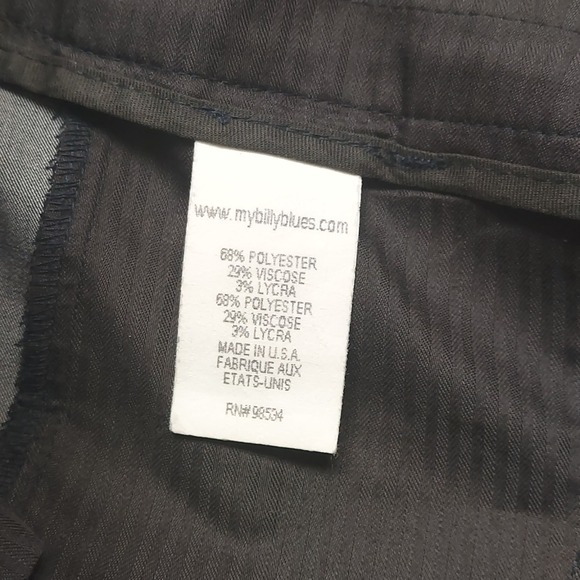 www.mybillyblues.com
68% POLYESTER
29% VISCOSE
3% LYCRA
68% POLYESTER
29% VISCOSE
3% LYCRA
MADE IN U.S.A.
FABRIQUE AUX
ETATS-UNIS
RN# 98534